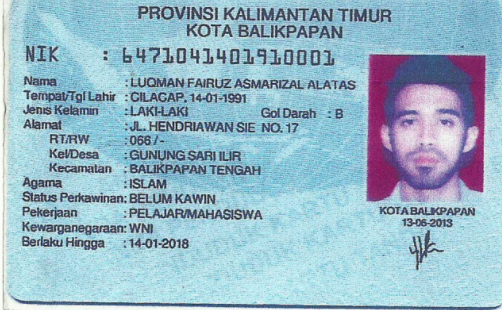 PROVINSI KALIMANTAN TIMUR
KOTA BALIKPAPAN
NIK : 6471041401910001
Nama : LUQMAN FAIRUZ ASMARIZAL ALATAS
Tempat/Tgl Lahir : CILACAP, 14-01-1991
Jenis Kelamin : LAKI-LAKI Gol Darah : B
Alamat : JL. HENDRIAWAN SIE NO. 17
RT/RW : 066 / -
Kel/Desa : GUNUNG SARI ILIR
Kecamatan : BALIKPAPAN TENGAH
Agama : ISLAM
Status Perkawinan: BELUM KAWIN
Pekerjaan : PELAJAR/MAHASISWA
Kewarganegaraan: WNI
Berlaku Hingga : 14-01-2018
KOTA BALIKPAPAN
13-06-2013